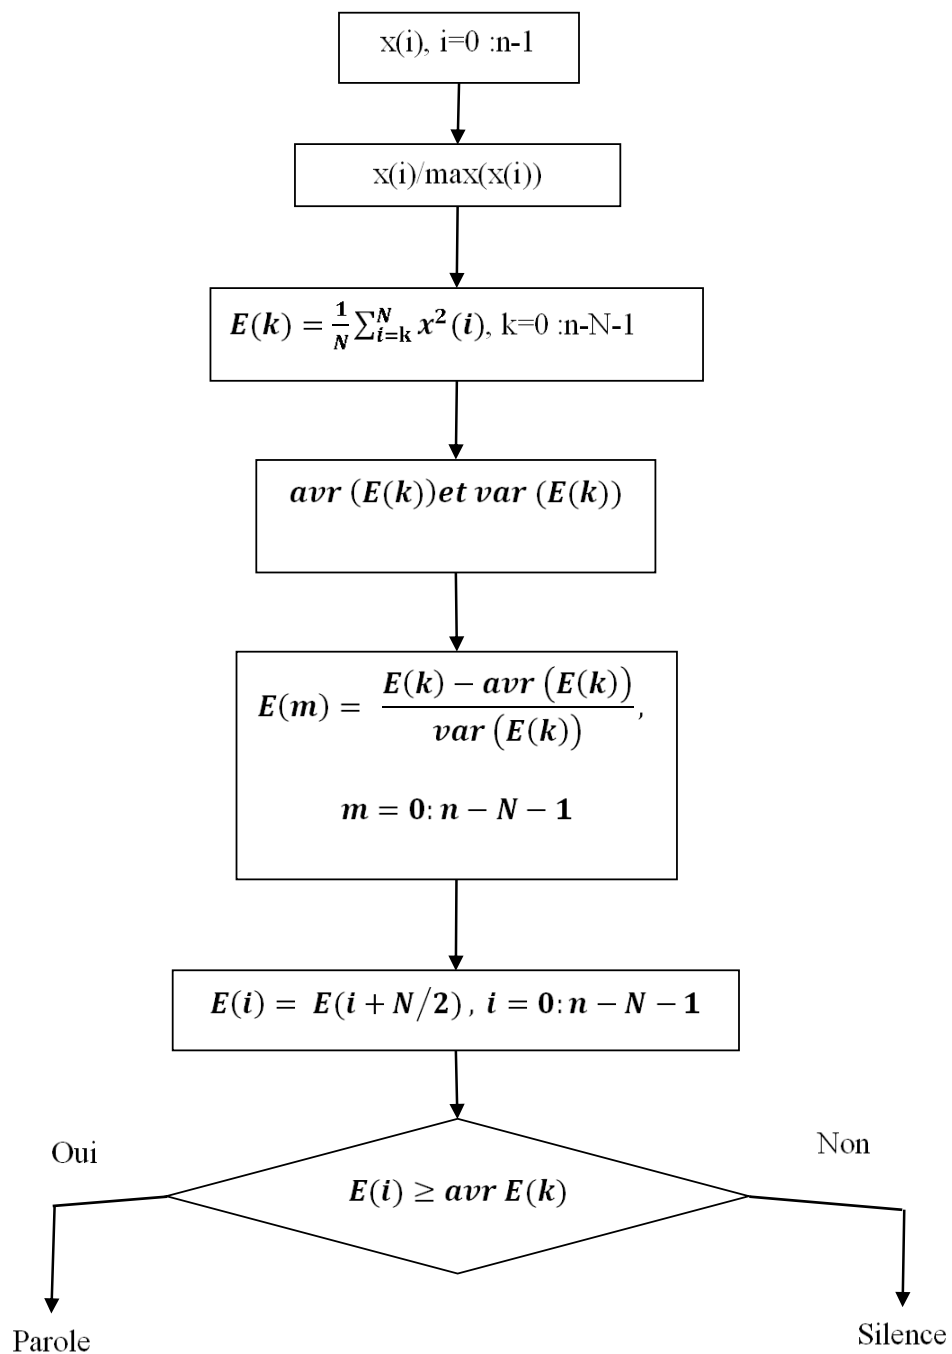 x(i), i=0 :n-1
x(i)/max(x(i))
E(k) = 1/N ∑_{i=k}^{N} x²(i), k=0 :n-N-1
avr (E(k))et var (E(k))
E(m) = (E(k) − avr (E(k))) / (var (E(k))),
m = 0: n − N − 1
E(i) = E(i + N/2), i = 0: n − N − 1
Oui
Non
E(i) ≥ avr E(k)
Parole
Silence